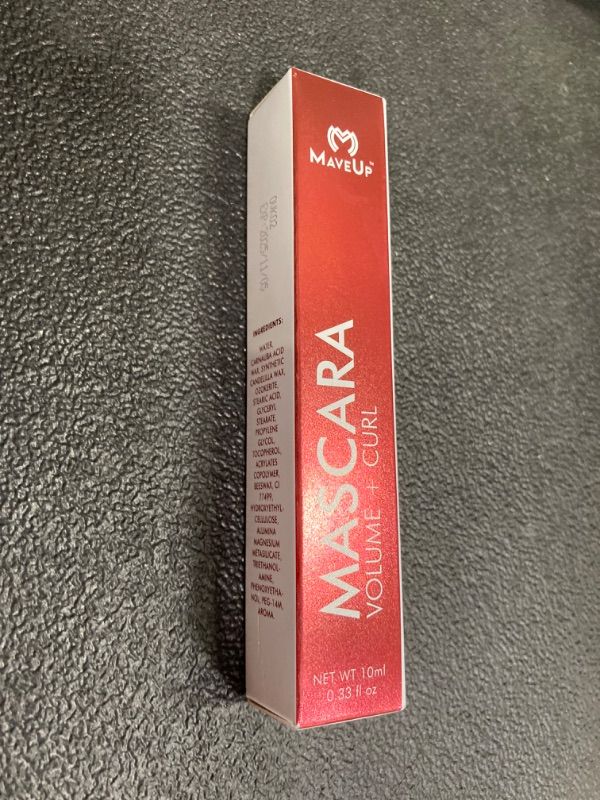 MAVEUP™
MASCARA
VOLUME + CURL
NET WT 10ml
0.33 fl oz
INGREDIENTS:
WATER,
CARNAUBA ACID
WAX, SYNTHETIC
CANDELILLA WAX,
OZOKERITE,
STEARIC ACID,
GLYCERYL
STEARATE,
PROPYLENE
GLYCOL,
TOCOPHEROL,
ACRYLATES
COPOLYMER,
BEESWAX, CI
77499,
HYDROXYETHYL-
CELLULOSE,
ALUMINA
MAGNESIUM
METASILICATE,
TRIETHANOL-
AMINE,
PHENOXYETHA-
NOL, PEG-14M,
AROMA.